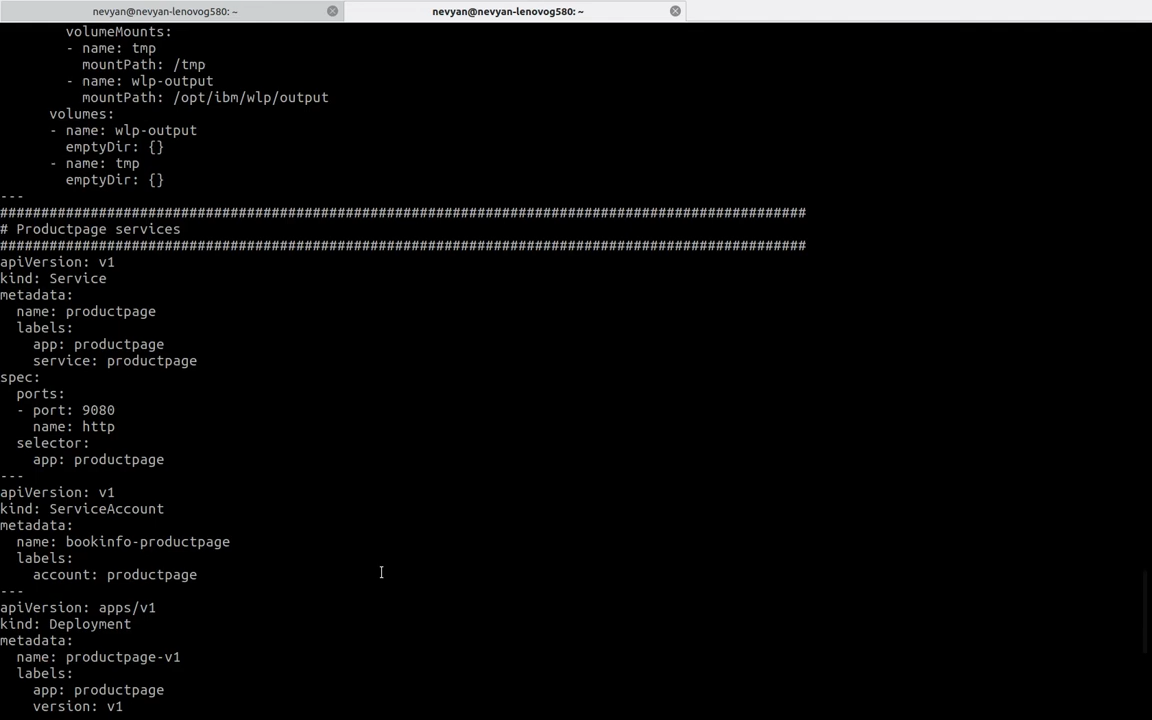 nevyan@nevyan-lenovog580: ~
nevyan@nevyan-lenovog580: ~
        volumeMounts:
        - name: tmp
          mountPath: /tmp
        - name: wlp-output
          mountPath: /opt/ibm/wlp/output
      volumes:
      - name: wlp-output
        emptyDir: {}
      - name: tmp
        emptyDir: {}
---
##################################################################################################
# Productpage services
##################################################################################################
apiVersion: v1
kind: Service
metadata:
  name: productpage
  labels:
    app: productpage
    service: productpage
spec:
  ports:
  - port: 9080
    name: http
  selector:
    app: productpage
---
apiVersion: v1
kind: ServiceAccount
metadata:
  name: bookinfo-productpage
  labels:
    account: productpage
---
apiVersion: apps/v1
kind: Deployment
metadata:
  name: productpage-v1
  labels:
    app: productpage
    version: v1